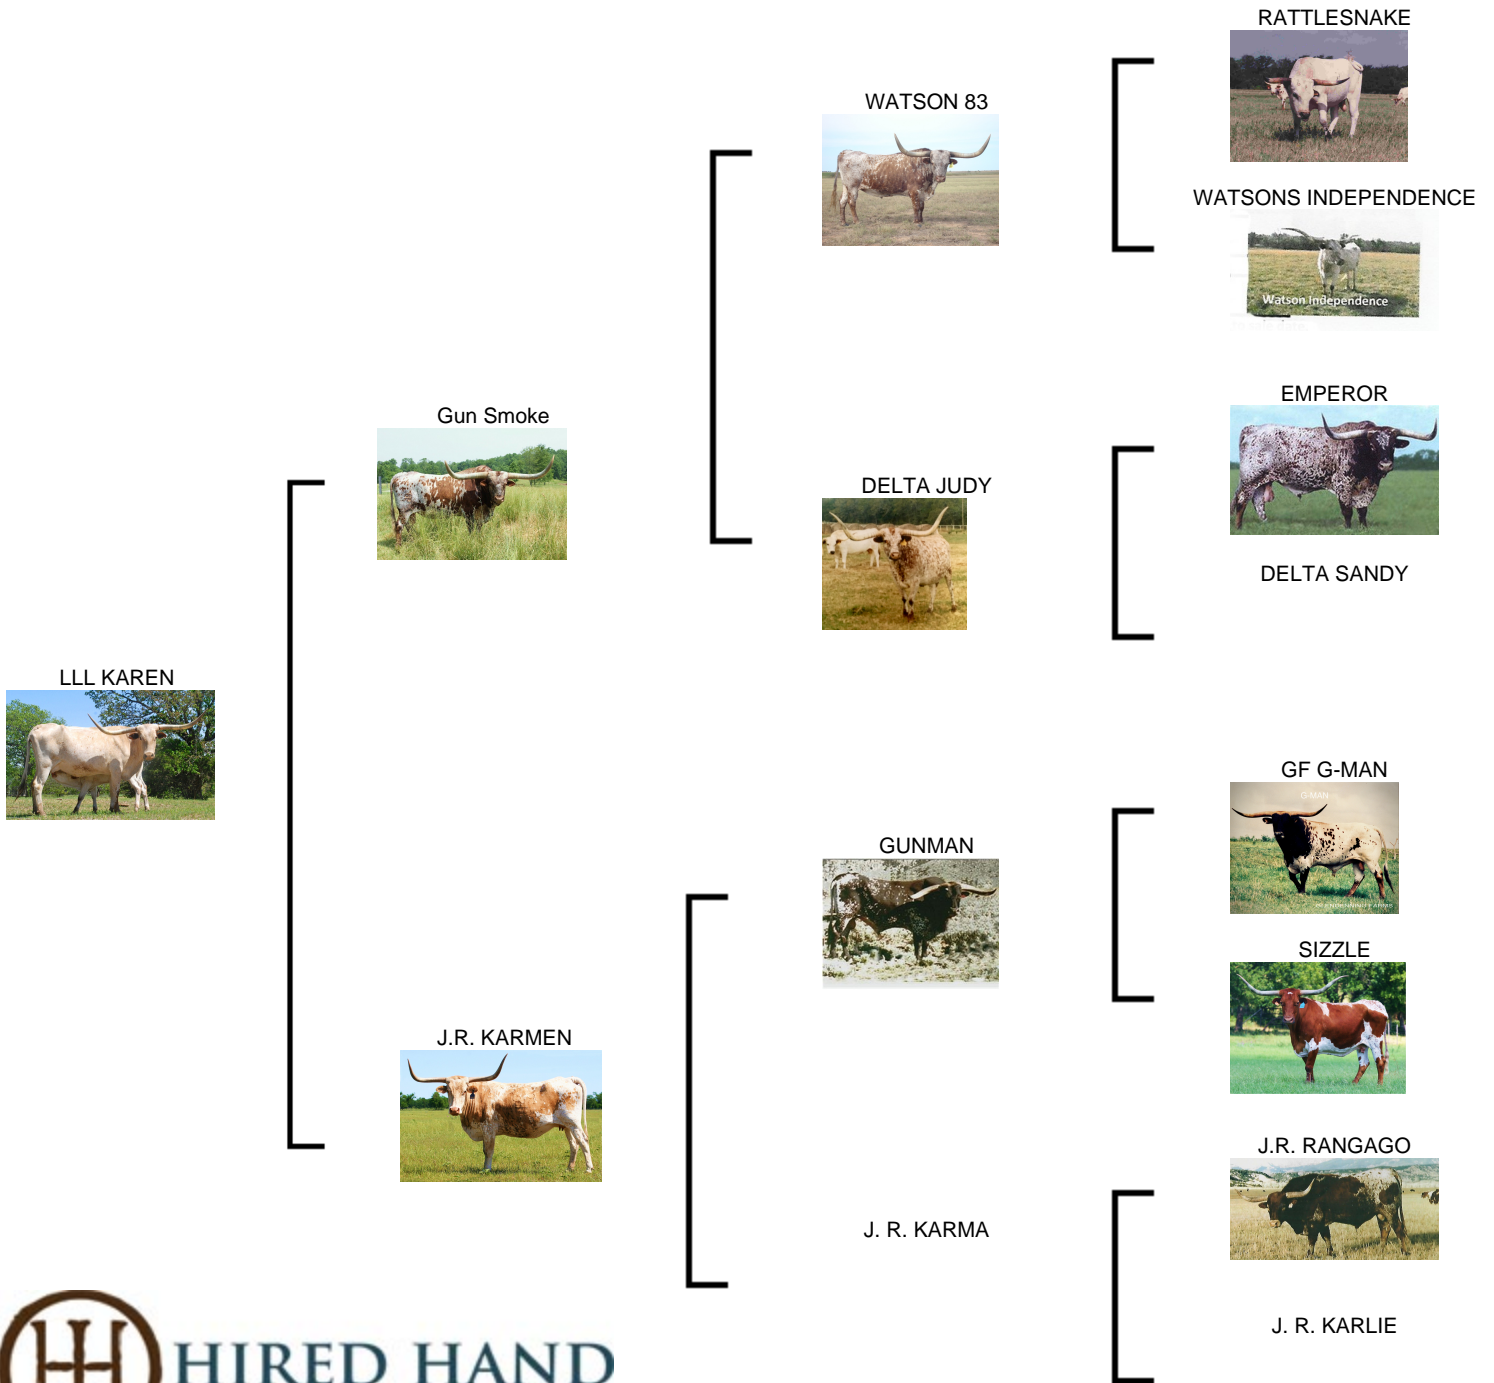 RATTLESNAKE
WATSON 83
WATSONS INDEPENDENCE
Watson Independence
EMPEROR
Gun Smoke
DELTA JUDY
DELTA SANDY
LLL KAREN
GF G-MAN
G-MAN
GUNMAN
SIZZLE
J.R. KARMEN
J.R. RANGAGO
J. R. KARMA
J. R. KARLIE
HIRED HAND